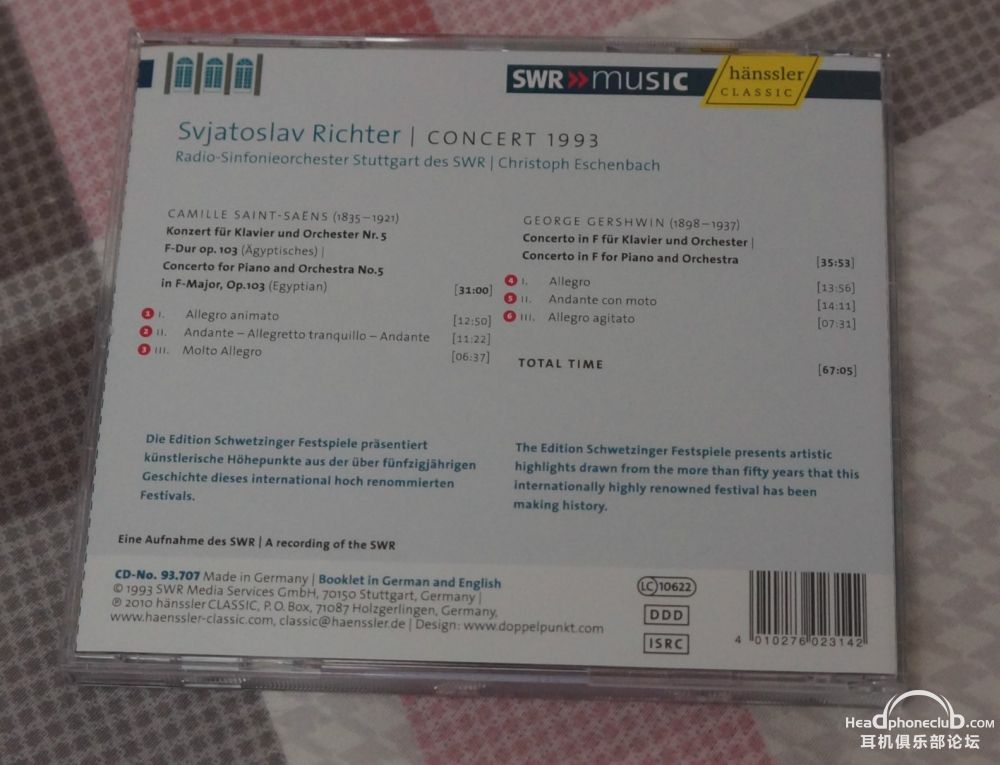 SWR»music
hänssler
CLASSIC
Svjatoslav Richter | CONCERT 1993
Radio-Sinfonieorchester Stuttgart des SWR | Christoph Eschenbach
CAMILLE SAINT-SAËNS (1835–1921)
Konzert für Klavier und Orchester Nr. 5
F-Dur op. 103 (Ägyptisches) |
Concerto for Piano and Orchestra No.5
in F-Major, Op.103 (Egyptian) [31:00]
1 I. Allegro animato [12:50]
2 II. Andante – Allegretto tranquillo – Andante [11:22]
3 III. Molto Allegro [06:37]
GEORGE GERSHWIN (1898–1937)
Concerto in F für Klavier und Orchester |
Concerto in F for Piano and Orchestra [35:53]
4 I. Allegro [13:56]
5 II. Andante con moto [14:11]
6 III. Allegro agitato [07:31]
TOTAL TIME [67:05]
Die Edition Schwetzinger Festspiele präsentiert
künstlerische Höhepunkte aus der über fünfzigjährigen
Geschichte dieses international hoch renommierten
Festivals.
The Edition Schwetzinger Festspiele presents artistic
highlights drawn from the more than fifty years that this
internationally highly renowned festival has been
making history.
Eine Aufnahme des SWR | A recording of the SWR
CD-No. 93.707 Made in Germany | Booklet in German and English
© 1993 SWR Media Services GmbH, 70150 Stuttgart, Germany |
℗ 2010 hänssler CLASSIC, P.O. Box, 71087 Holzgerlingen, Germany,
www.haenssler-classic.com, classic@haenssler.de | Design: www.doppelpunkt.com
LC 10622
DDD
ISRC
4 010276 023142
Headphoneclub.com
耳机俱乐部论坛